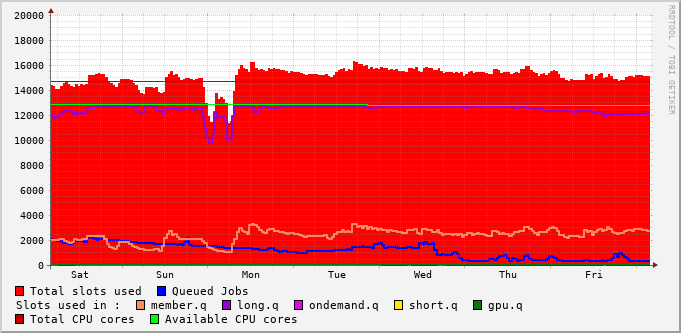 20000
18000
16000
14000
12000
10000
8000
6000
4000
2000
0
Sat Sun Mon Tue Wed Thu Fri
RRDTOOL / TOBI OETIKER
Total slots used Queued Jobs
Slots used in : member.q long.q ondemand.q short.q gpu.q
Total CPU cores Available CPU cores